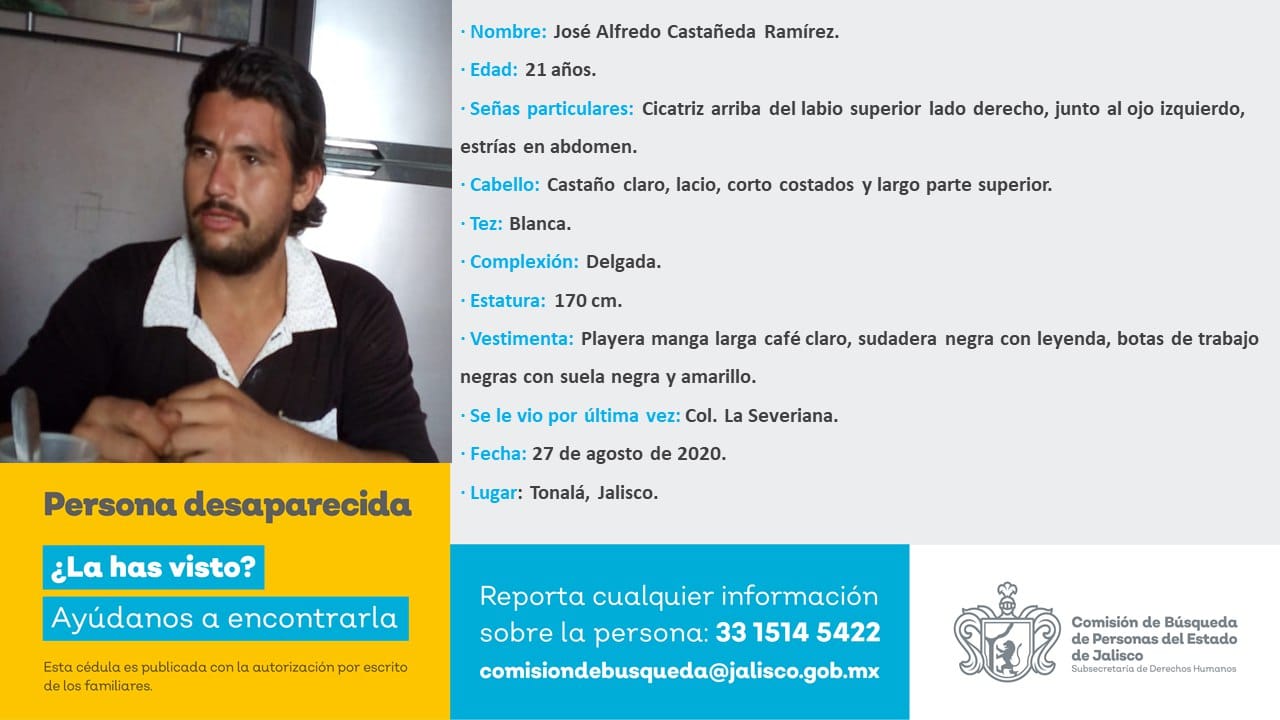 · Nombre: José Alfredo Castañeda Ramírez.
· Edad: 21 años.
· Señas particulares: Cicatriz arriba del labio superior lado derecho, junto al ojo izquierdo,
estrías en abdomen.
· Cabello: Castaño claro, lacio, corto costados y largo parte superior.
· Tez: Blanca.
· Complexión: Delgada.
· Estatura: 170 cm.
· Vestimenta: Playera manga larga café claro, sudadera negra con leyenda, botas de trabajo
negras con suela negra y amarillo.
· Se le vio por última vez: Col. La Severiana.
· Fecha: 27 de agosto de 2020.
· Lugar: Tonalá, Jalisco.
Persona desaparecida
¿La has visto?
Ayúdanos a encontrarla
Esta cédula es publicada con la autorización por escrito
de los familiares.
Reporta cualquier información
sobre la persona: 33 1514 5422
comisiondebusqueda@jalisco.gob.mx
Comisión de Búsqueda
de Personas del Estado
de Jalisco
Subsecretaría de Derechos Humanos